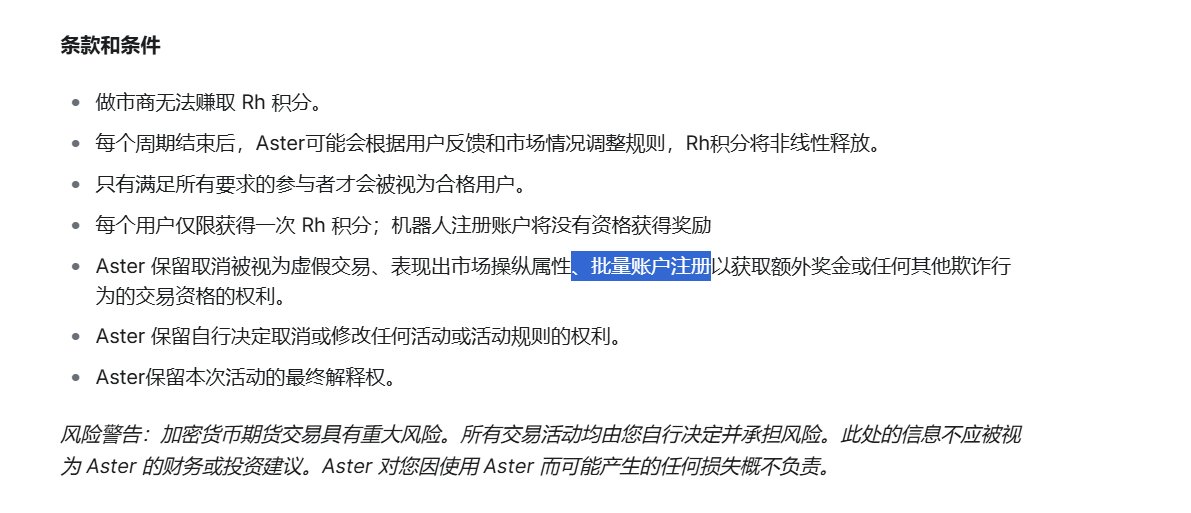 条款和条件
做市商无法赚取 Rh 积分。
每个周期结束后，Aster可能会根据用户反馈和市场情况调整规则，Rh积分将非线性释放。
只有满足所有要求的参与者才会被视为合格用户。
每个用户仅限获得一次 Rh 积分；机器人注册账户将没有资格获得奖励
Aster 保留取消被视为虚假交易、表现出市场操纵属性、批量账户注册以获取额外奖金或任何其他欺诈行
为的交易资格的权利。
Aster 保留自行决定取消或修改任何活动或活动规则的权利。
Aster保留本次活动的最终解释权。
风险警告：加密货币期货交易具有重大风险。所有交易活动均由您自行决定并承担风险。此处的信息不应被视
为 Aster 的财务或投资建议。Aster 对您因使用 Aster 而可能产生的任何损失概不负责。